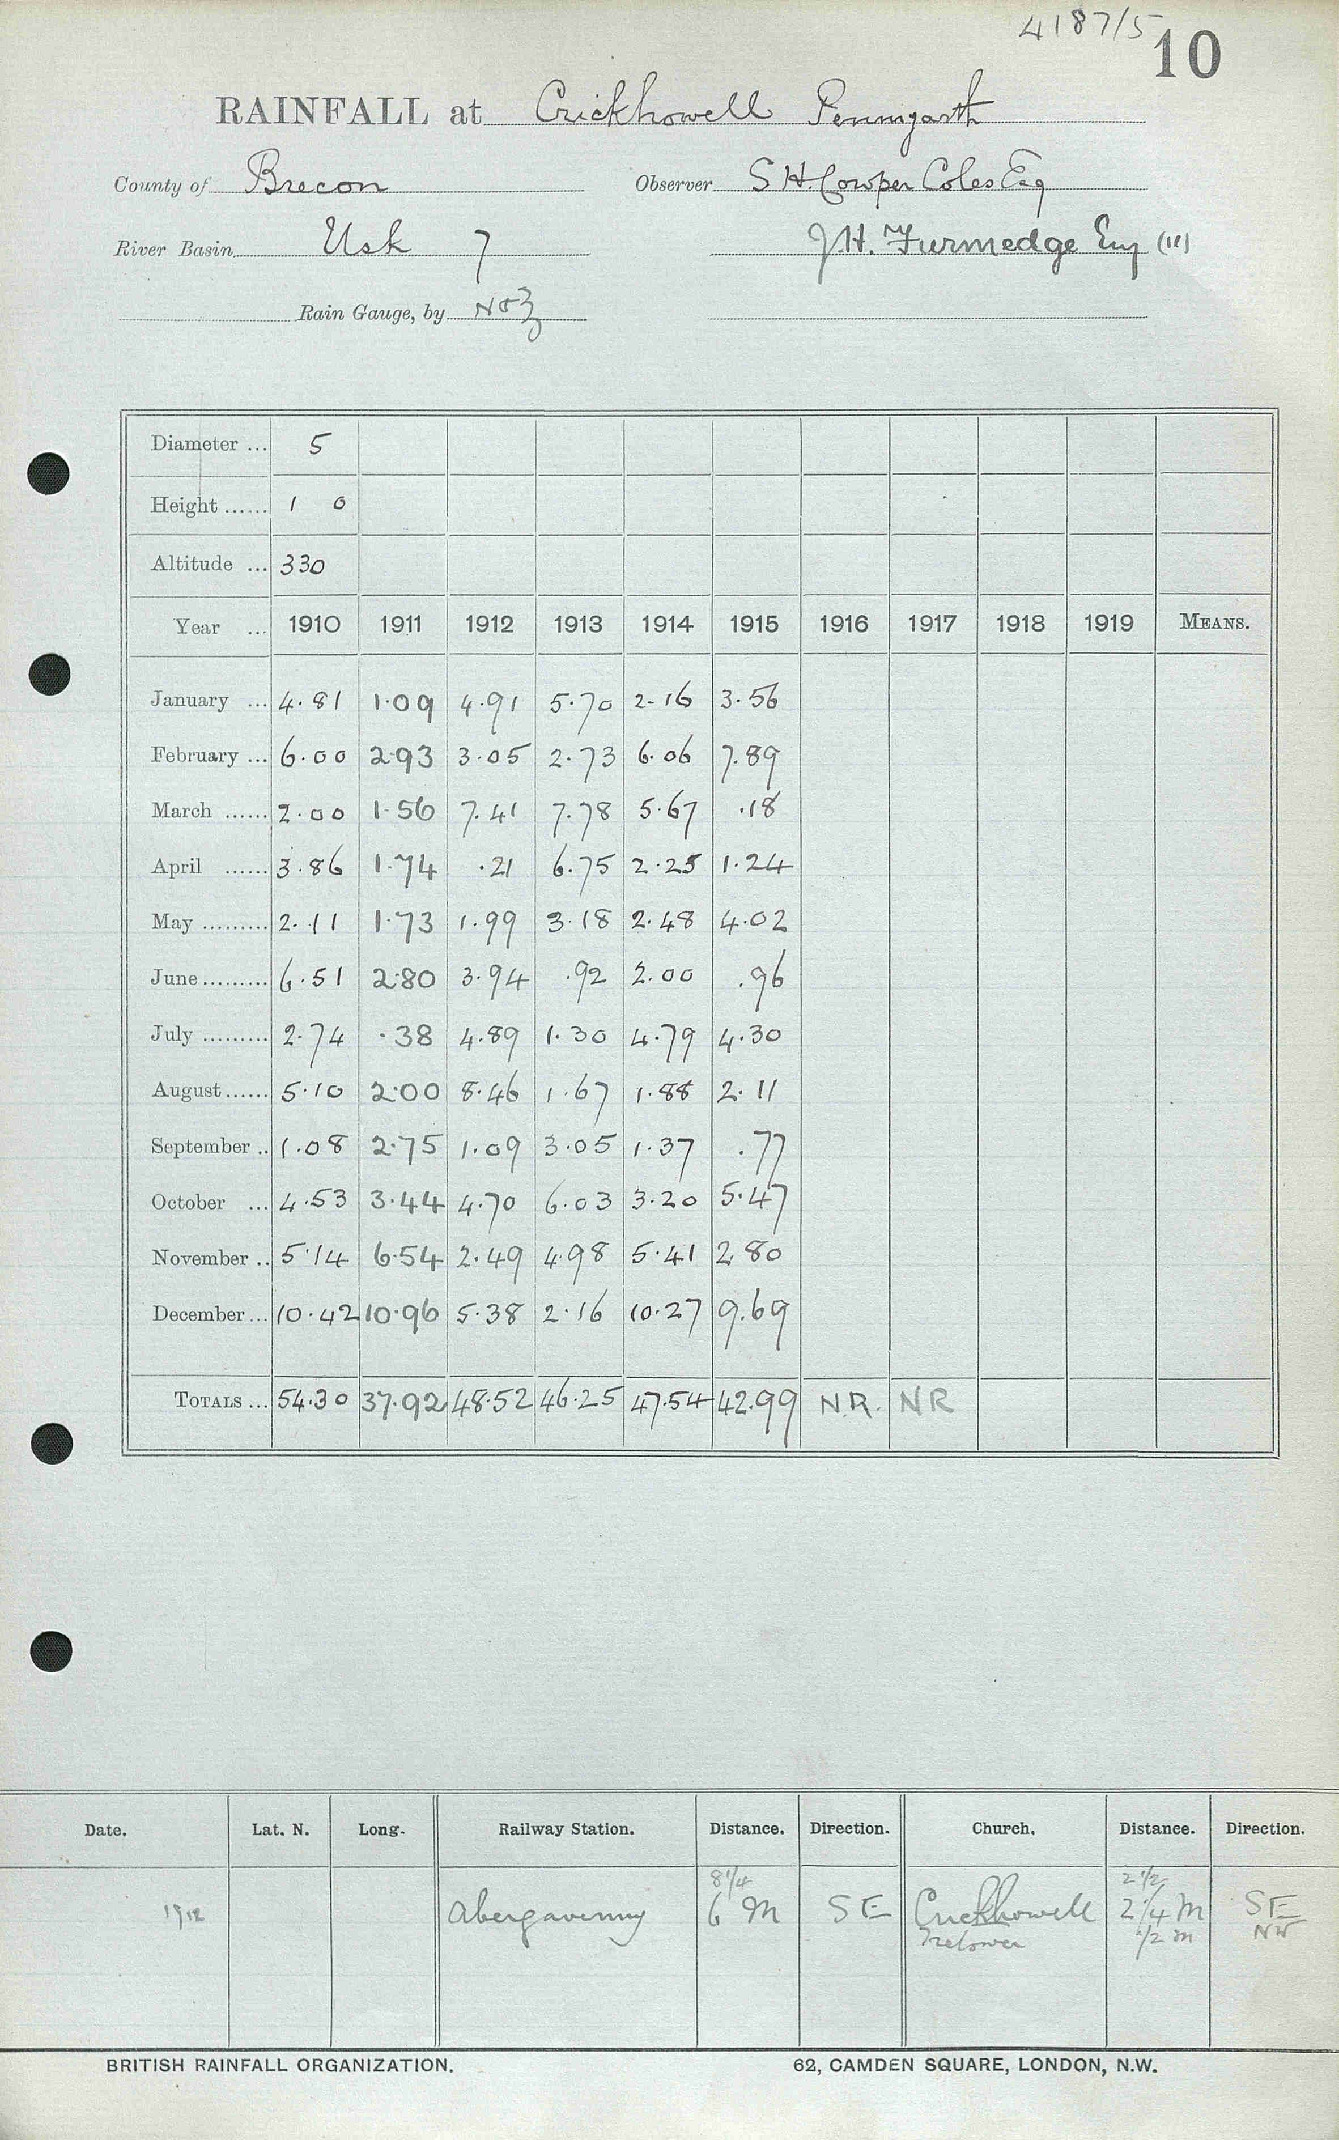 4187/5
10
RAINFALL at Crickhowell Penmyarth
County of Brecon Observer S H. Cowper Coles Esq
River Basin Usk 7 J H. Furmedge Esq (11)
Rain Gauge, by No 3
Diameter ... 5
Height ...... 1 0
Altitude ... 330
Year ... 1910 1911 1912 1913 1914 1915 1916 1917 1918 1919 MEANS.
January ... 4.81 1.09 4.91 5.70 2.16 3.56
February ... 6.00 2.93 3.05 2.73 6.06 7.89
March ...... 2.00 1.56 7.41 7.78 5.67 .18
April ...... 3.86 1.74 .21 6.75 2.25 1.24
May ......... 2.11 1.73 1.99 3.18 2.48 4.02
June ......... 6.51 2.80 3.94 .92 2.00 .96
July ......... 2.74 .38 4.89 1.30 4.79 4.30
August ...... 5.10 2.00 8.46 1.67 1.88 2.11
September .. 1.08 2.75 1.09 3.05 1.37 .77
October ... 4.53 3.44 4.70 6.03 3.20 5.47
November .. 5.14 6.54 2.49 4.98 5.41 2.80
December ... 10.42 10.96 5.38 2.16 10.27 9.69
TOTALS ... 54.30 37.92 48.52 46.25 47.54 42.99 N.R. NR
Date. Lat. N. Long. Railway Station. Distance. Direction. Church. Distance. Direction.
8 1/4 2 1/2
1912 Abergavenny 6 m SE Crickhowell 2 1/4 m SE
Tretower 1/2 m NW
BRITISH RAINFALL ORGANIZATION. 62, CAMDEN SQUARE, LONDON, N.W.